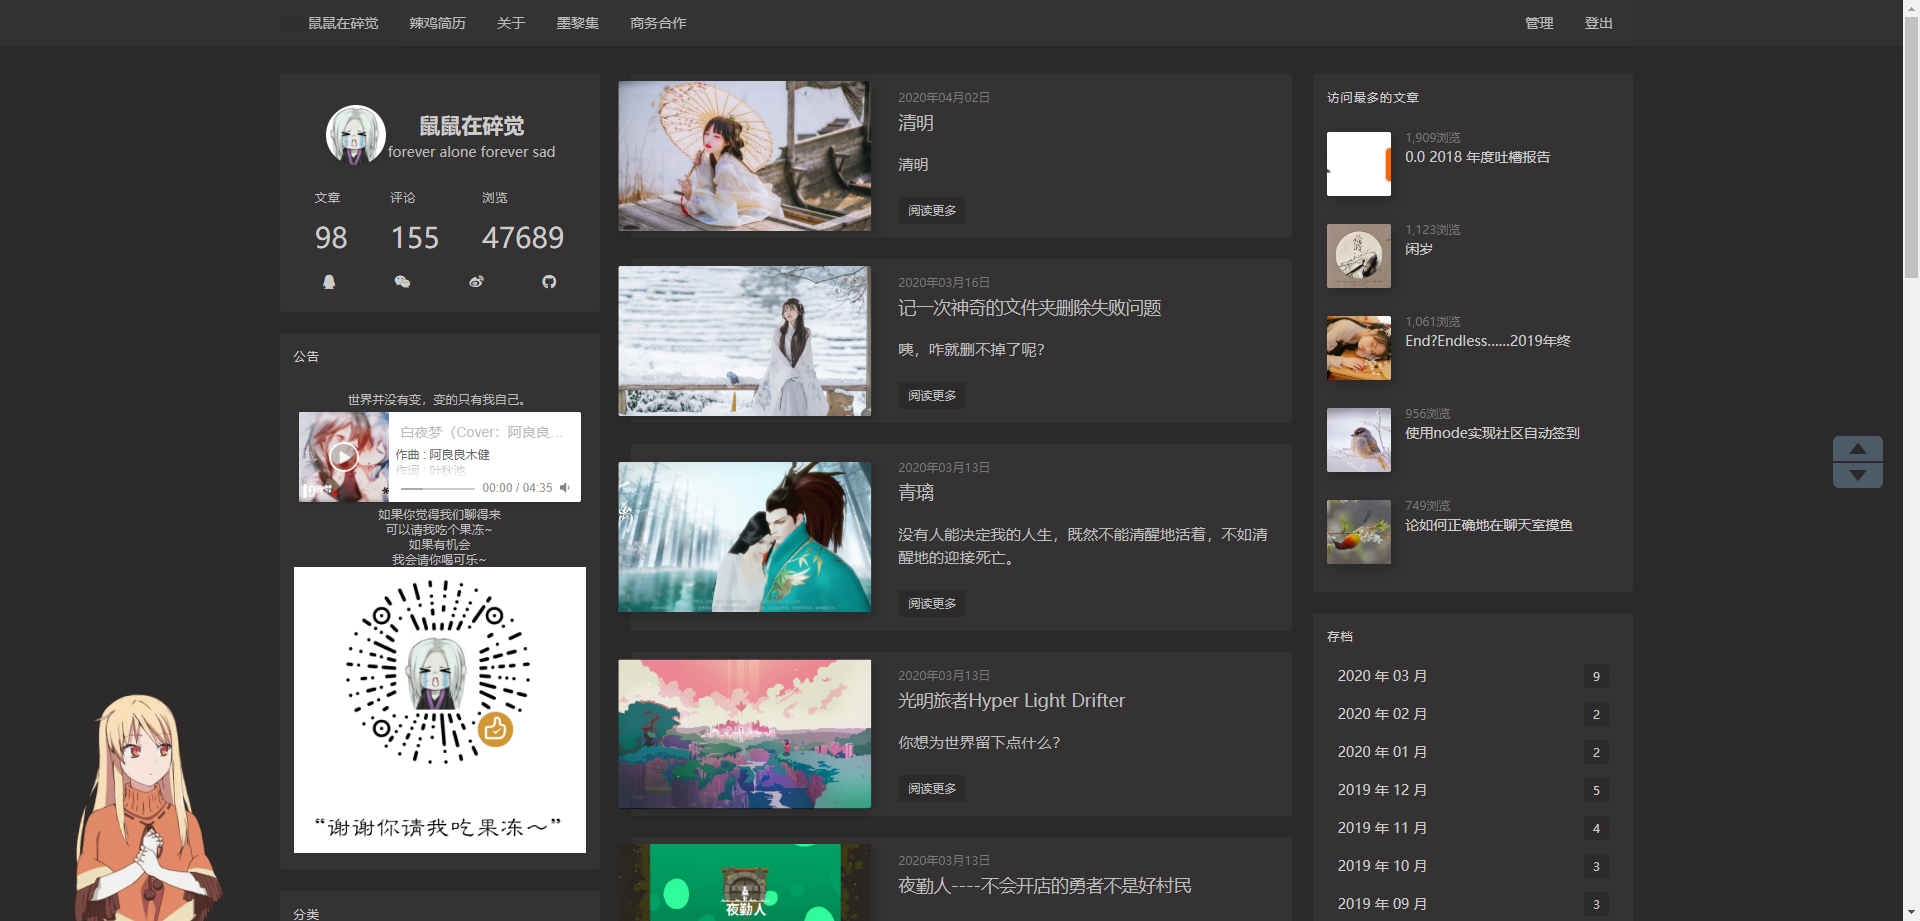 鼠鼠在碎觉
辣鸡简历
关于
墨黎集
商务合作
管理
登出
鼠鼠在碎觉
forever alone forever sad
文章 评论 浏览
98 155 47689
公告
世界并没有变，变的只有我自己。
白夜梦（Cover：阿良良...
作曲 : 阿良良木健
作词 : 叶秋池
00:00 / 04:35
如果你觉得我们聊得来
可以请我吃个果冻~
如果有机会
我会请你喝可乐~
“谢谢你请我吃果冻～”
分类
2020年04月02日
清明
清明
阅读更多
2020年03月16日
记一次神奇的文件夹删除失败问题
咦，咋就删不掉了呢?
阅读更多
2020年03月13日
青璃
没有人能决定我的人生，既然不能清醒地活着，不如清
醒地的迎接死亡。
阅读更多
2020年03月13日
光明旅者Hyper Light Drifter
你想为世界留下点什么?
阅读更多
夜勤人
2020年03月13日
夜勤人----不会开店的勇者不是好村民
访问最多的文章
1,909浏览
0.0 2018 年度吐槽报告
1,123浏览
闲岁
1,061浏览
End?Endless......2019年终
956浏览
使用node实现社区自动签到
749浏览
论如何正确地在聊天室摸鱼
存档
2020 年 03 月 9
2020 年 02 月 2
2020 年 01 月 2
2019 年 12 月 5
2019 年 11 月 4
2019 年 10 月 3
2019 年 09 月 3